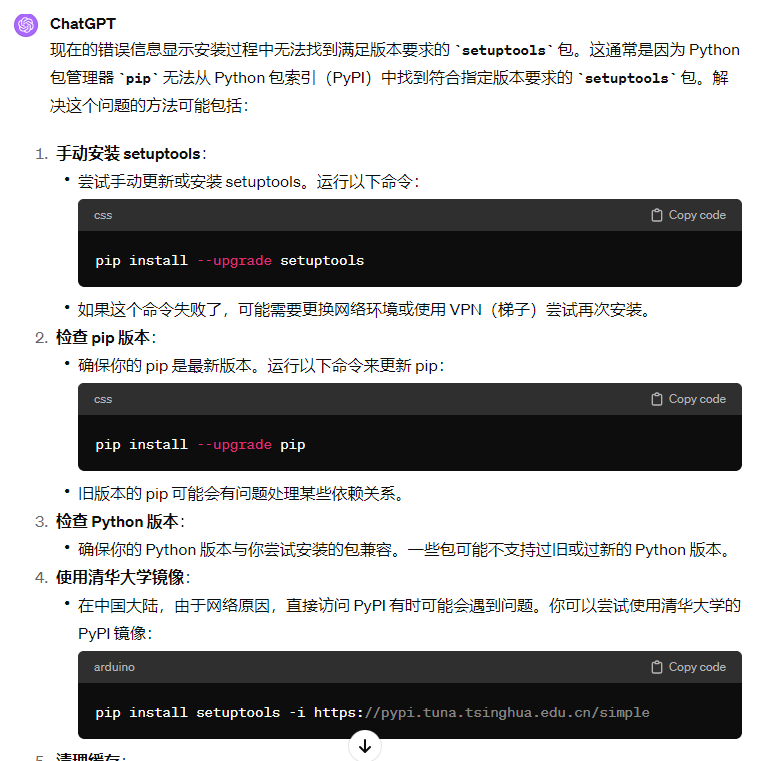 ChatGPT
现在的错误信息显示安装过程中无法找到满足版本要求的 `setuptools` 包。这通常是因为 Python
包管理器 `pip` 无法从 Python 包索引（PyPI）中找到符合指定版本要求的 `setuptools` 包。解
决这个问题的方法可能包括：
1. 手动安装 setuptools：
• 尝试手动更新或安装 setuptools。运行以下命令：
css Copy code
pip install --upgrade setuptools
• 如果这个命令失败了，可能需要更换网络环境或使用 VPN（梯子）尝试再次安装。
2. 检查 pip 版本：
• 确保你的 pip 是最新版本。运行以下命令来更新 pip：
css Copy code
pip install --upgrade pip
• 旧版本的 pip 可能会有问题处理某些依赖关系。
3. 检查 Python 版本：
• 确保你的 Python 版本与你尝试安装的包兼容。一些包可能不支持过旧或过新的 Python 版本。
4. 使用清华大学镜像：
• 在中国大陆，由于网络原因，直接访问 PyPI 有时可能会遇到问题。你可以尝试使用清华大学的
PyPI 镜像：
arduino Copy code
pip install setuptools -i https://pypi.tuna.tsinghua.edu.cn/simple
5. 清理缓存：